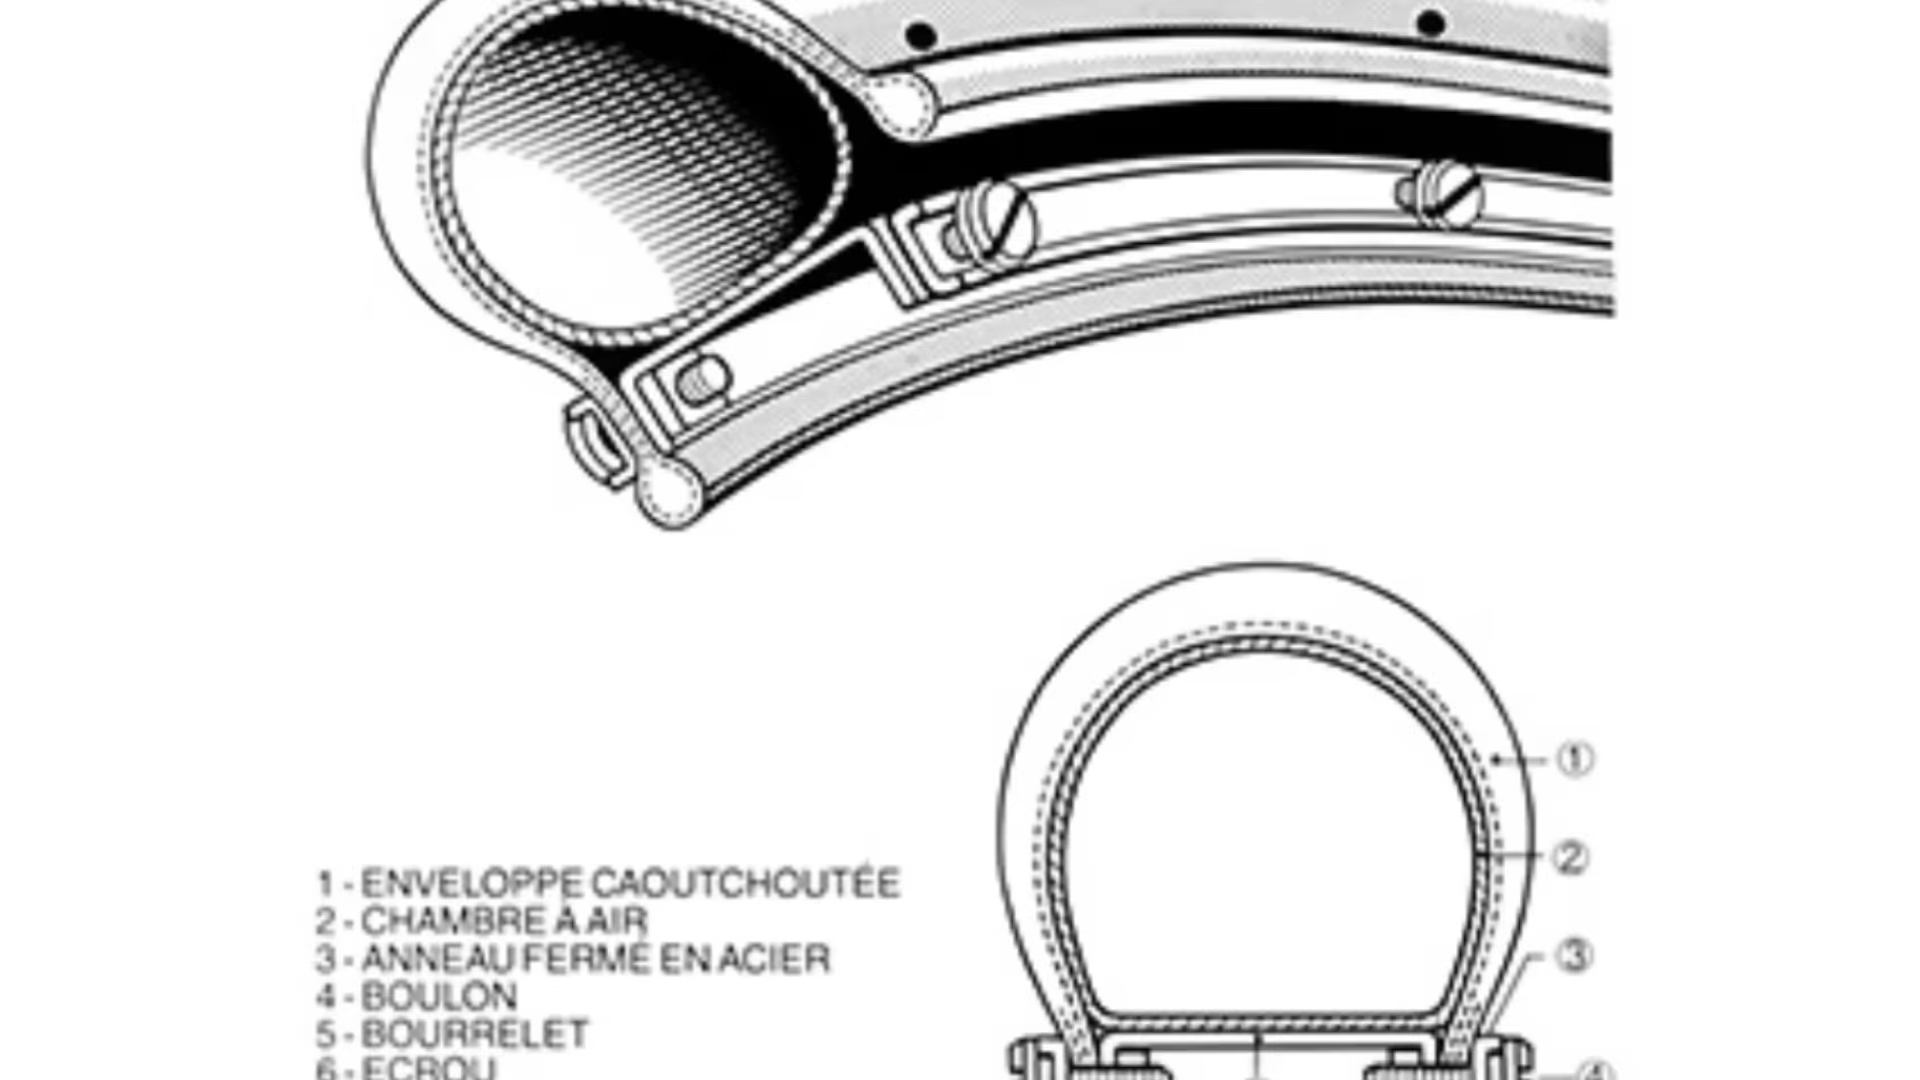 ①
②
1 - ENVELOPPE CAOUTCHOUTÉE
2 - CHAMBRE À AIR
3 - ANNEAU FERMÉ EN ACIER
③
4 - BOULON
5 - BOURRELET
6 - ECROU
④